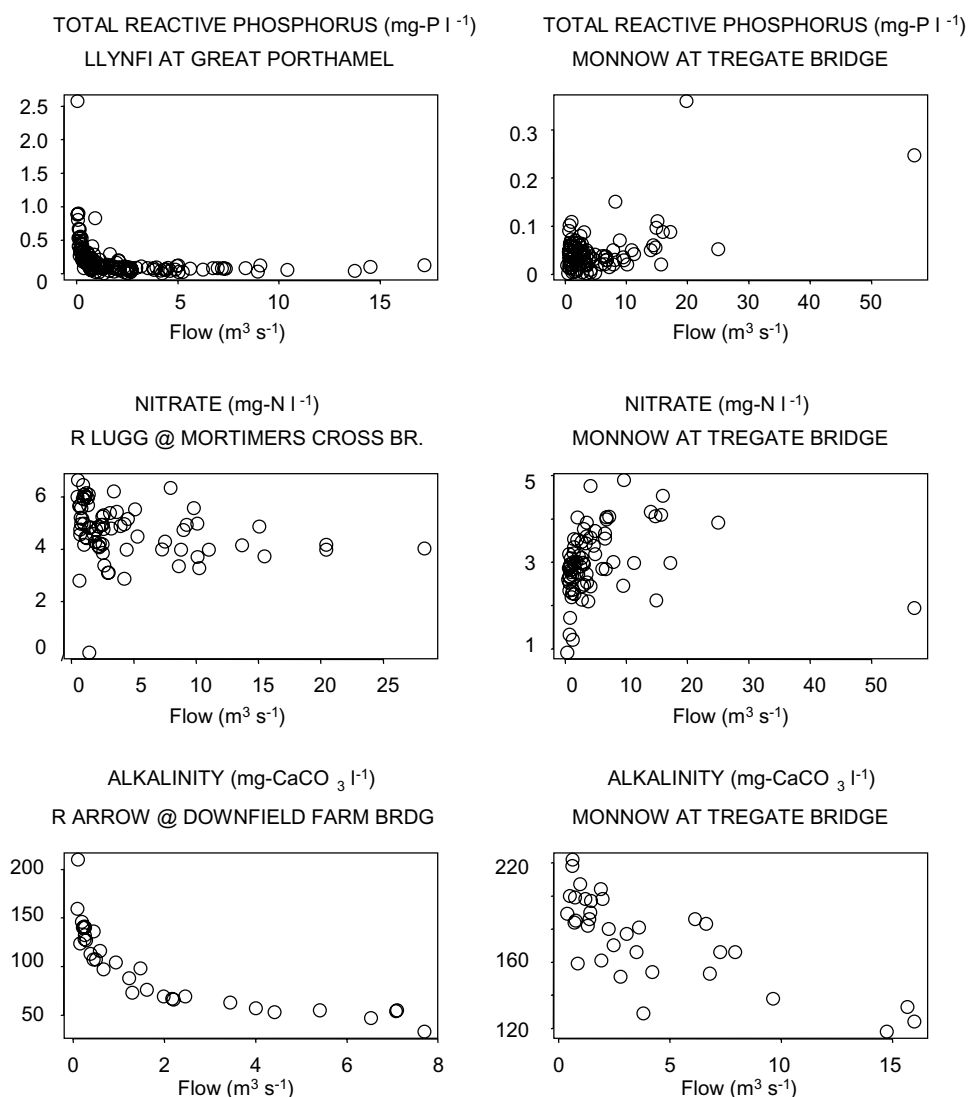 TOTAL REACTIVE PHOSPHORUS (mg-P l⁻¹)
LLYNFI AT GREAT PORTHAMEL
2.5
2.0
1.5
1.0
0.5
0
0 5 10 15
Flow (m³ s⁻¹)
TOTAL REACTIVE PHOSPHORUS (mg-P l⁻¹)
MONNOW AT TREGATE BRIDGE
0.3
0.2
0.1
0
0 10 20 30 40 50
Flow (m³ s⁻¹)
NITRATE (mg-N l⁻¹)
R LUGG @ MORTIMERS CROSS BR.
6
4
2
0
0 5 10 15 20 25
Flow (m³ s⁻¹)
NITRATE (mg-N l⁻¹)
MONNOW AT TREGATE BRIDGE
5
4
3
2
1
0 10 20 30 40 50
Flow (m³ s⁻¹)
ALKALINITY (mg-CaCO₃ l⁻¹)
R ARROW @ DOWNFIELD FARM BRDG
200
150
100
50
0 2 4 6 8
Flow (m³ s⁻¹)
ALKALINITY (mg-CaCO₃ l⁻¹)
MONNOW AT TREGATE BRIDGE
220
160
120
0 5 10 15
Flow (m³ s⁻¹)